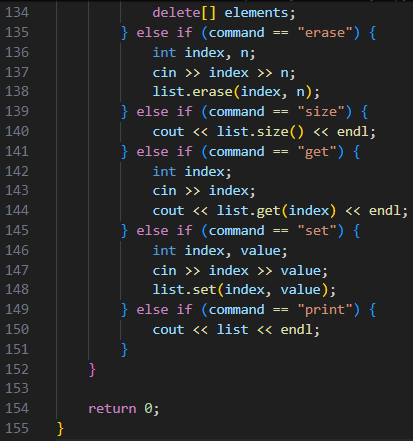 134            delete[] elements;
135        } else if (command == "erase") {
136            int index, n;
137            cin >> index >> n;
138            list.erase(index, n);
139        } else if (command == "size") {
140            cout << list.size() << endl;
141        } else if (command == "get") {
142            int index;
143            cin >> index;
144            cout << list.get(index) << endl;
145        } else if (command == "set") {
146            int index, value;
147            cin >> index >> value;
148            list.set(index, value);
149        } else if (command == "print") {
150            cout << list << endl;
151        }
152    }
153
154    return 0;
155 }